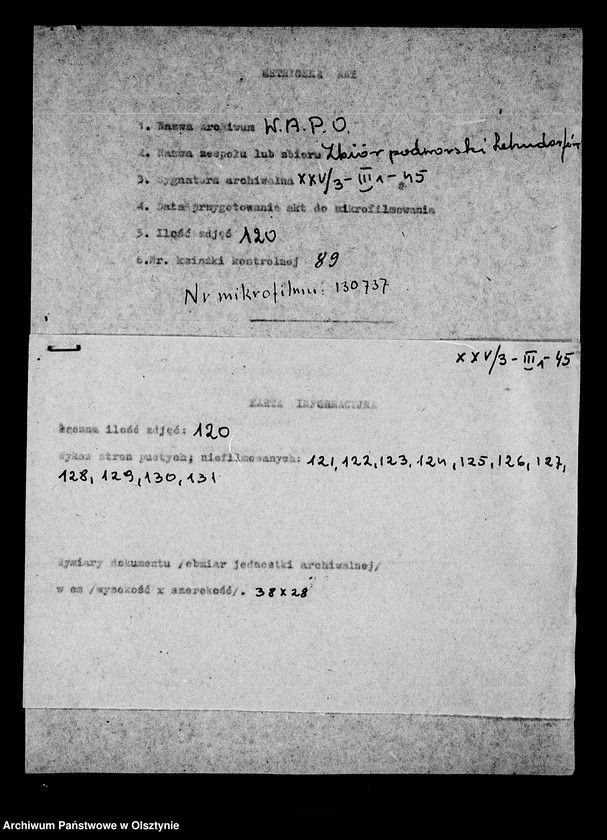 METRYCZKA AKT
1. Nazwa archiwum W.A.P.O.
2. Nazwa zespołu lub zbioru Zbiór podworski Lehndorfów
3. Sygnatura archiwalna XXV/3-III1-45
4. Data przygotowania akt do mikrofilmowania
5. Ilość zdjęć 120
6.Nr. książki kontrolnej 89
Nr mikrofilmu: 130737
XXV/3-III1-45
KARTA INFORMACYJNA
Łączna ilość zdjęć: 120
Wykaz stron pustych, niefilmowanych: 121, 122, 123, 124, 125, 126, 127,
128, 129, 130, 131
Wymiary dokumentu /obmiar jednostki archiwalnej/
w cm /wysokość x szerokość/. 38x28
Archiwum Państwowe w Olsztynie